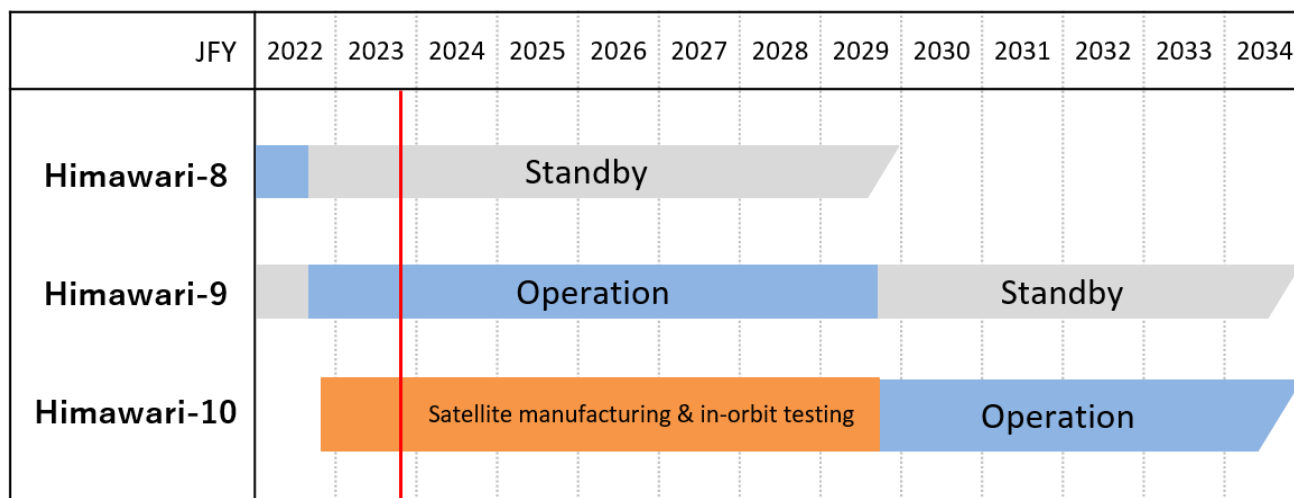 JFY 2022 2023 2024 2025 2026 2027 2028 2029 2030 2031 2032 2033 2034
Himawari-8 Standby
Himawari-9 Operation Standby
Himawari-10 Satellite manufacturing & in-orbit testing Operation